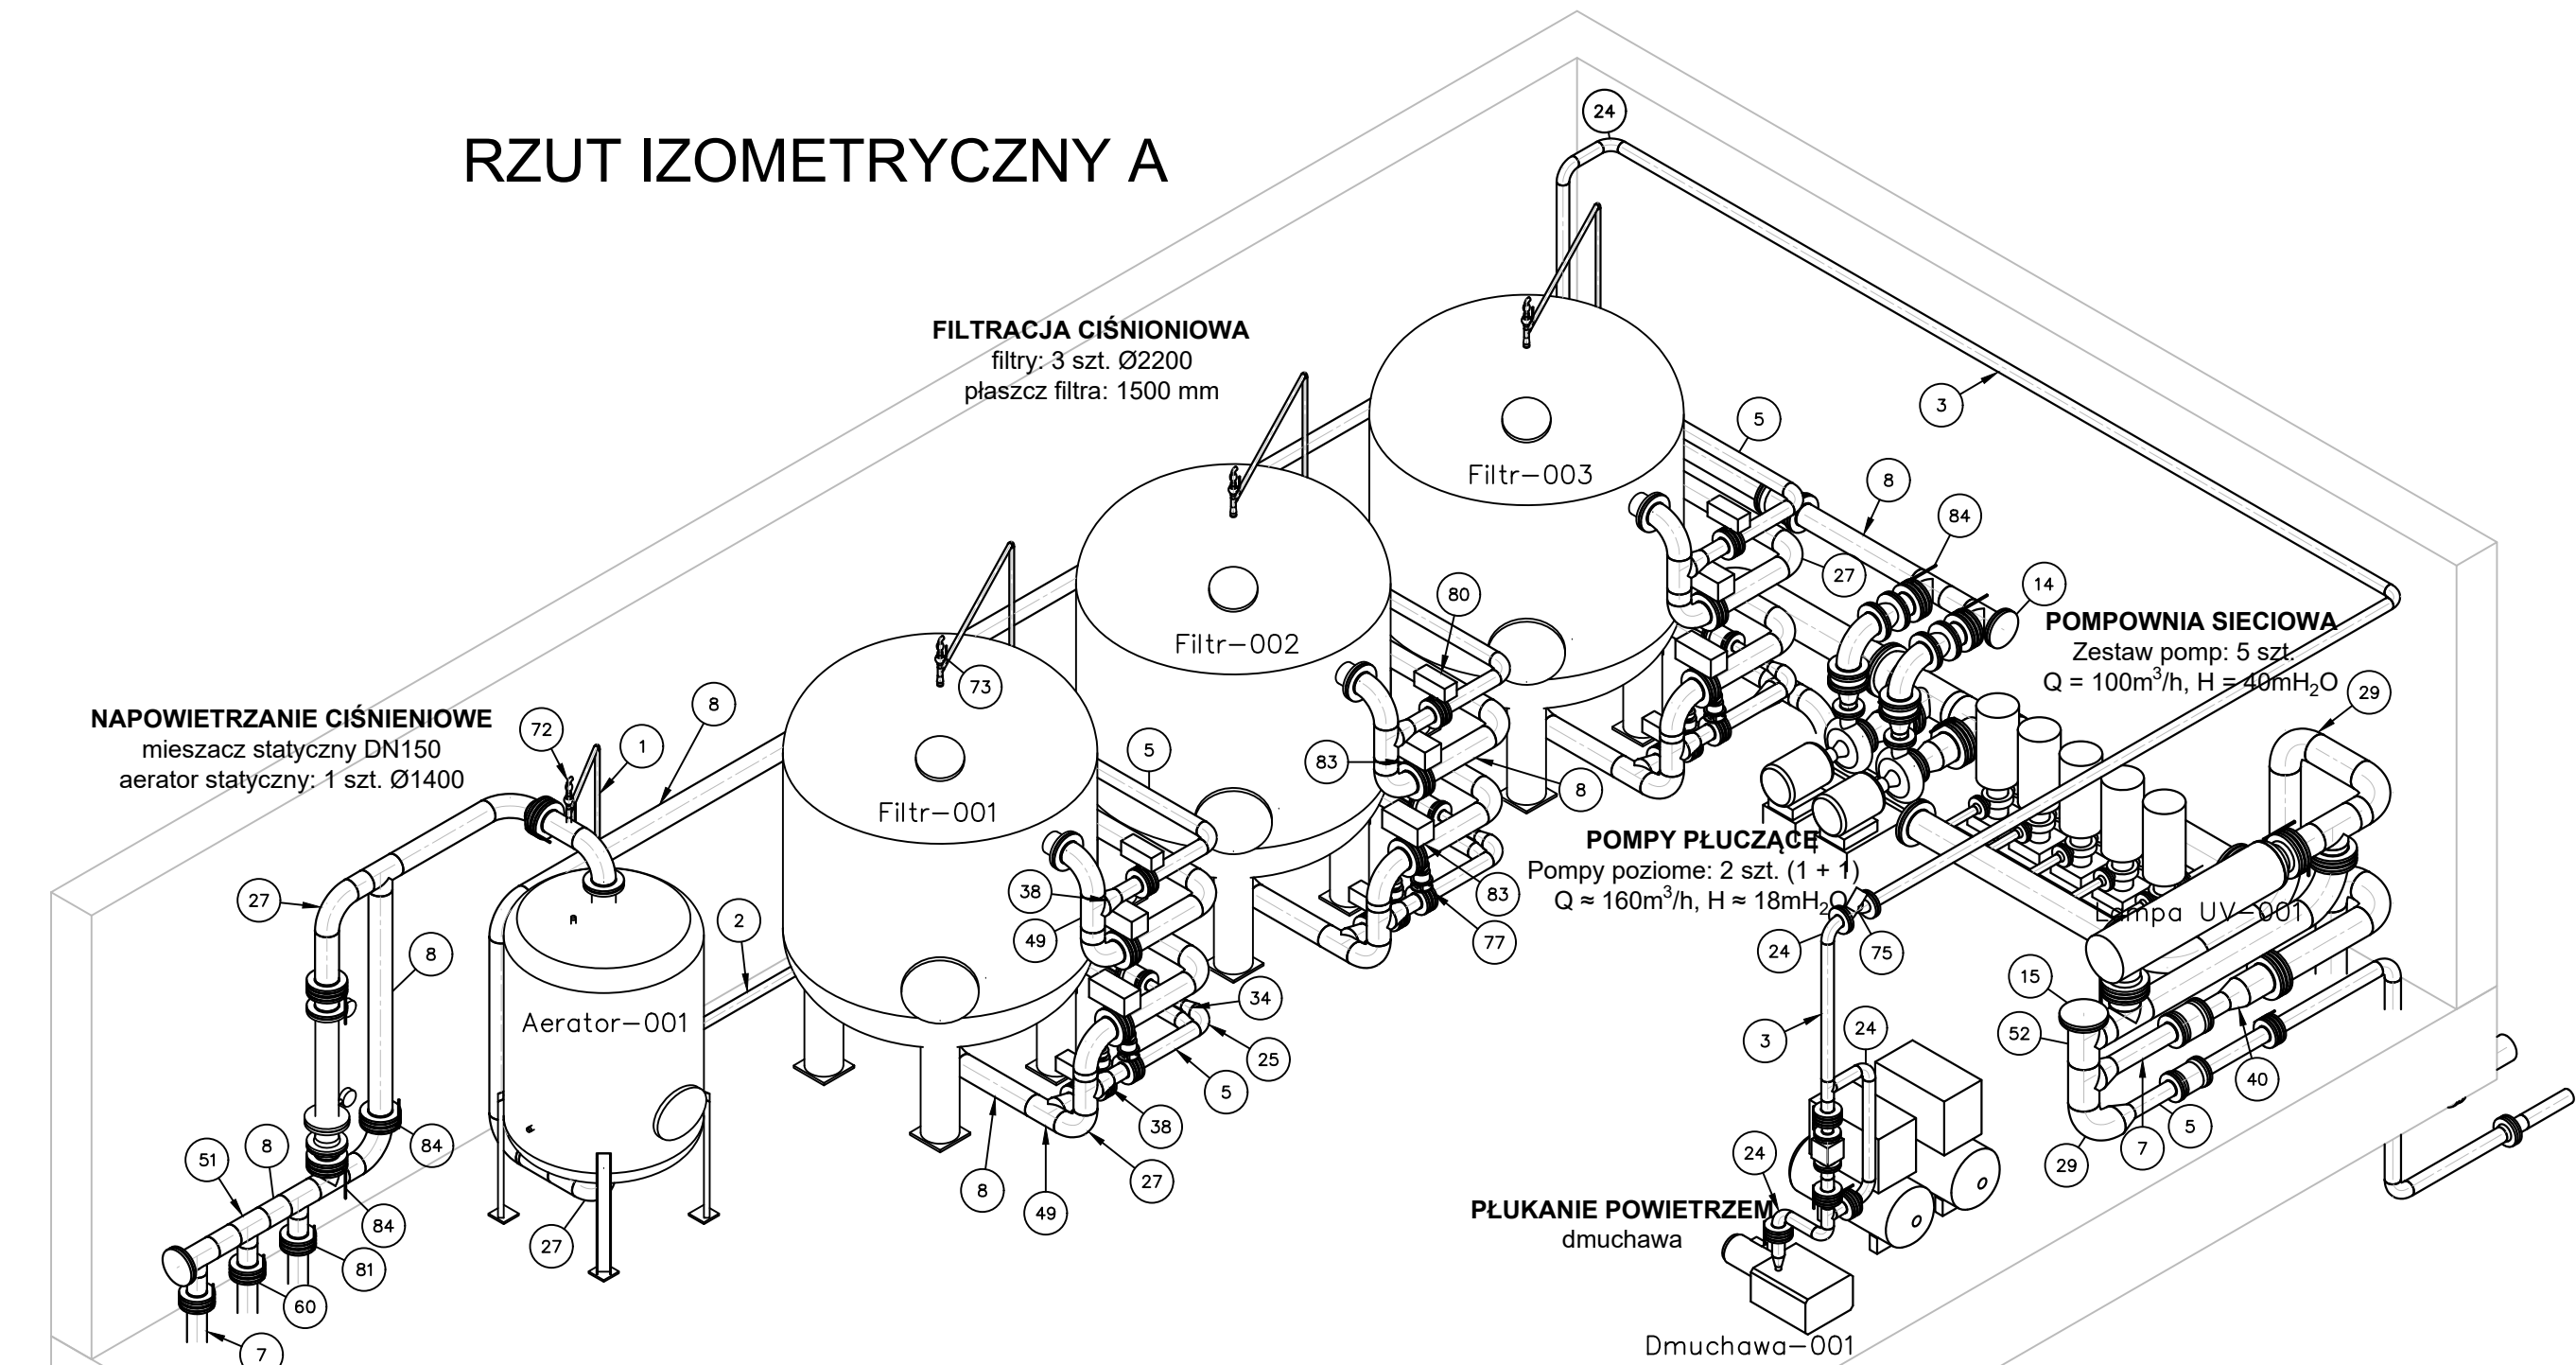 24
RZUT IZOMETRYCZNY A
FILTRACJA CIŚNIONIOWA
filtry: 3 szt. Ø2200
płaszcz filtra: 1500 mm
3
5
Filtr-003
8
84
27
14
80
POMPOWNIA SIECIOWA
Zestaw pomp: 5 szt.
Q = 100m³/h, H = 40mH₂O
Filtr-002
73
29
NAPOWIETRZANIE CIŚNIENIOWE
mieszacz statyczny DN150
aerator statyczny: 1 szt. Ø1400
72
1
8
5
83
8
Filtr-001
POMPY PŁUCZĄCE
Pompy poziome: 2 szt. (1 + 1)
Q ≈ 160m³/h, H ≈ 18mH₂O
27
38
83
Lampa UV-001
2
49
77
24
75
8
15
34
Aerator-001
3
24
52
25
40
5
38
84
8
51
7
5
24
29
27
8
49
84
PŁUKANIE POWIETRZEM
dmuchawa
27
81
60
7
Dmuchawa-001